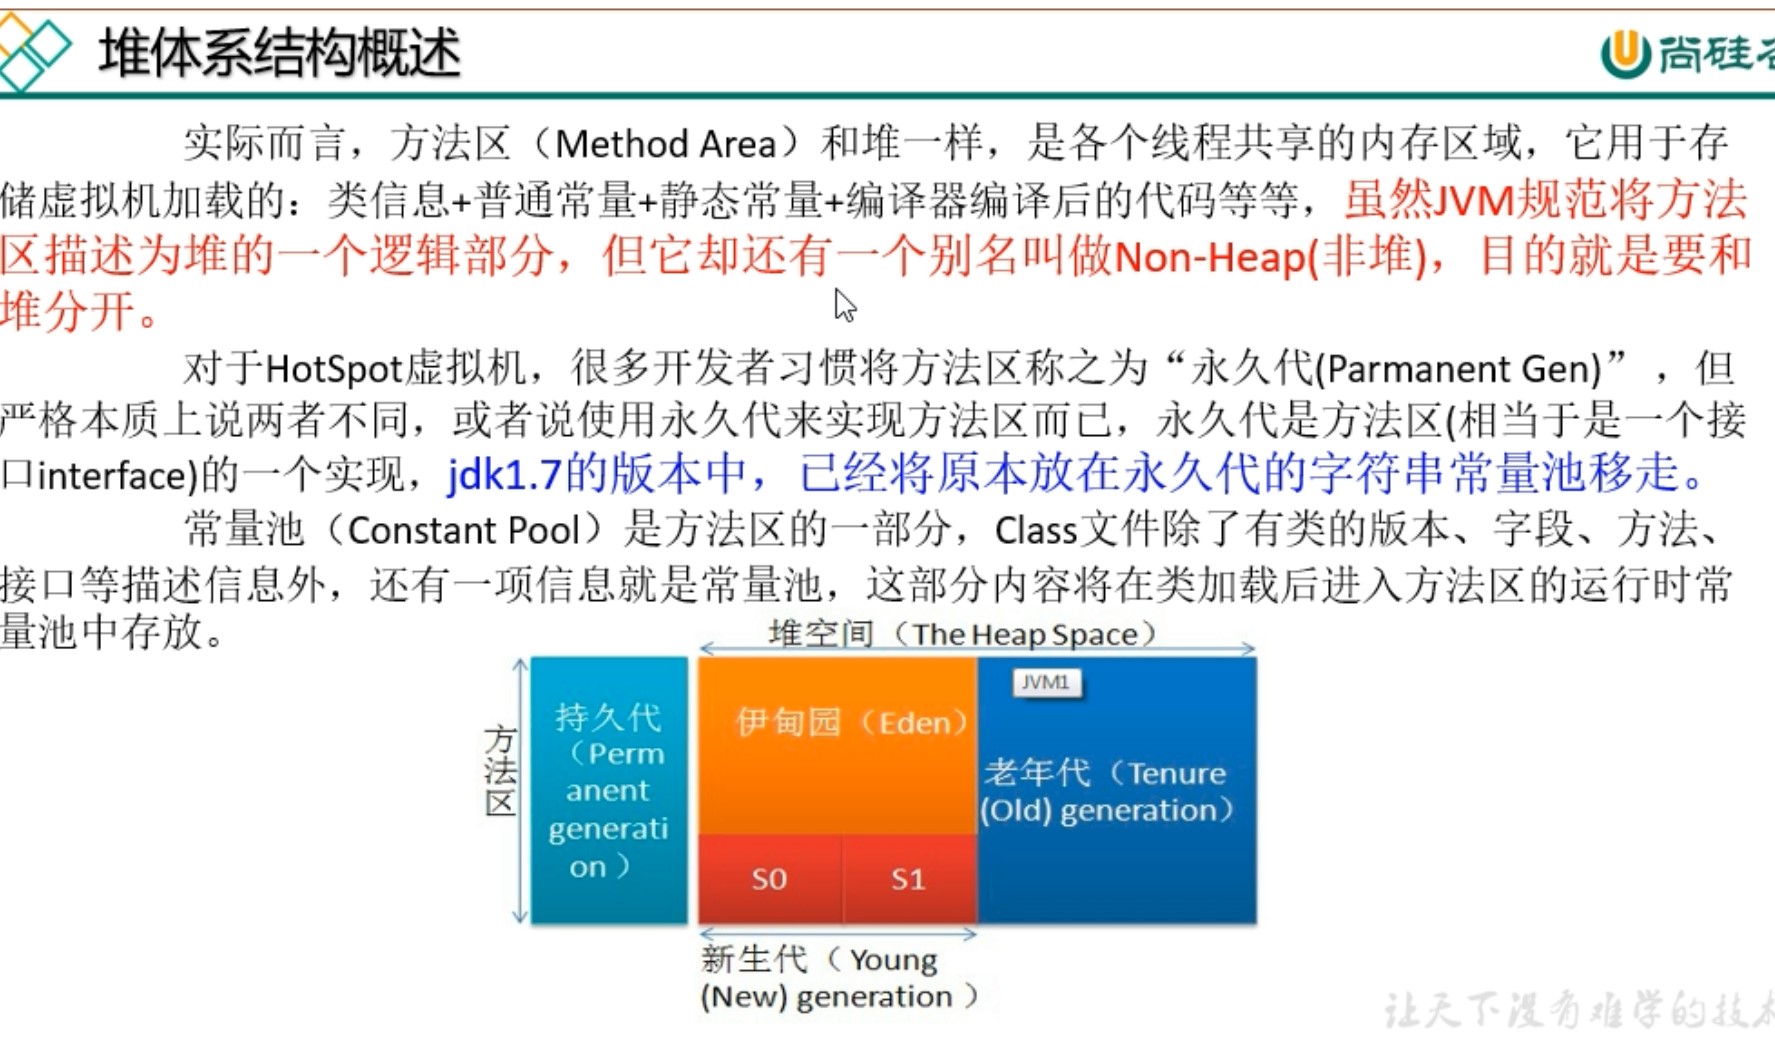 堆体系结构概述
尚硅
实际而言，方法区（Method Area）和堆一样，是各个线程共享的内存区域，它用于存
储虚拟机加载的：类信息+普通常量+静态常量+编译器编译后的代码等等，虽然JVM规范将方法
区描述为堆的一个逻辑部分，但它却还有一个别名叫做Non-Heap(非堆)，目的就是要和
堆分开。
对于HotSpot虚拟机，很多开发者习惯将方法区称之为“永久代(Parmanent Gen)”，但
严格本质上说两者不同，或者说使用永久代来实现方法区而已，永久代是方法区(相当于是一个接
口interface)的一个实现，jdk1.7的版本中，已经将原本放在永久代的字符串常量池移走。
常量池（Constant Pool）是方法区的一部分，Class文件除了有类的版本、字段、方法、
接口等描述信息外，还有一项信息就是常量池，这部分内容将在类加载后进入方法区的运行时常
量池中存放。
堆空间（The Heap Space）
方
法
区
持久代
（Perm
anent
generati
on）
伊甸园（Eden）
S0
S1
JVM1
老年代（Tenure
(Old) generation）
新生代（ Young
(New) generation ）
让天下没有难学的技